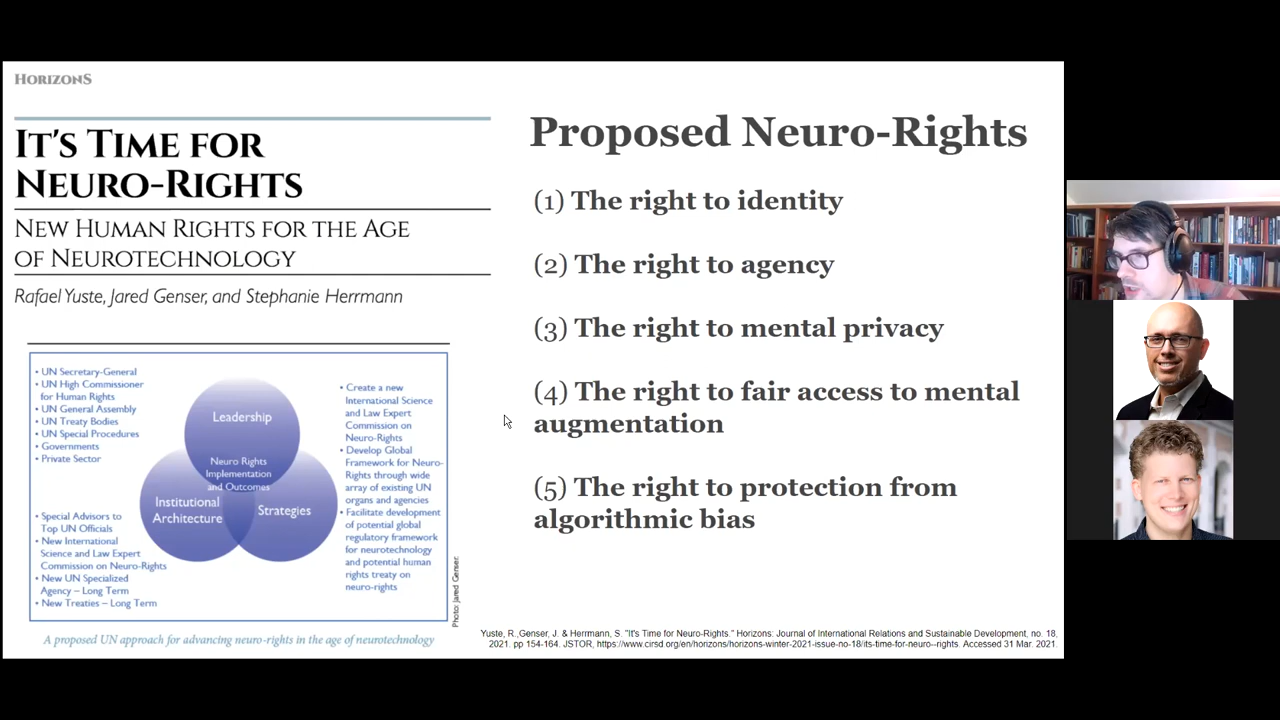 HORIZONS
IT'S TIME FOR
NEURO-RIGHTS
NEW HUMAN RIGHTS FOR THE AGE
OF NEUROTECHNOLOGY
Rafael Yuste, Jared Genser, and Stephanie Herrmann
• UN Secretary-General
• UN High Commissioner
for Human Rights
• UN General Assembly
• UN Treaty Bodies
• UN Special Procedures
• Governments
• Private Sector
• Special Advisors to
Top UN Officials
• New International
Science and Law Expert
Commission on Neuro-Rights
• New UN Specialized
Agency – Long Term
• New Treaties – Long Term
Leadership
Neuro Rights
Implementation
and Outcomes
Institutional
Architecture
Strategies
• Create a new
International Science
and Law Expert
Commission on
Neuro-Rights
• Develop Global
Framework for Neuro-
Rights through wide
array of existing UN
organs and agencies
• Facilitate development
of potential global
regulatory framework
for neurotechnology
and potential human
rights treaty on
neuro-rights
Photo: Jared Genser
A proposed UN approach for advancing neuro-rights in the age of neurotechnology
Proposed Neuro-Rights
(1) The right to identity
(2) The right to agency
(3) The right to mental privacy
(4) The right to fair access to mental
augmentation
(5) The right to protection from
algorithmic bias
Yuste, R.,Genser, J. & Herrmann, S. "It's Time for Neuro-Rights." Horizons: Journal of International Relations and Sustainable Development, no. 18,
2021. pp 154-164. JSTOR, https://www.cirsd.org/en/horizons/horizons-winter-2021-issue-no-18/its-time-for-neuro--rights. Accessed 31 Mar. 2021.